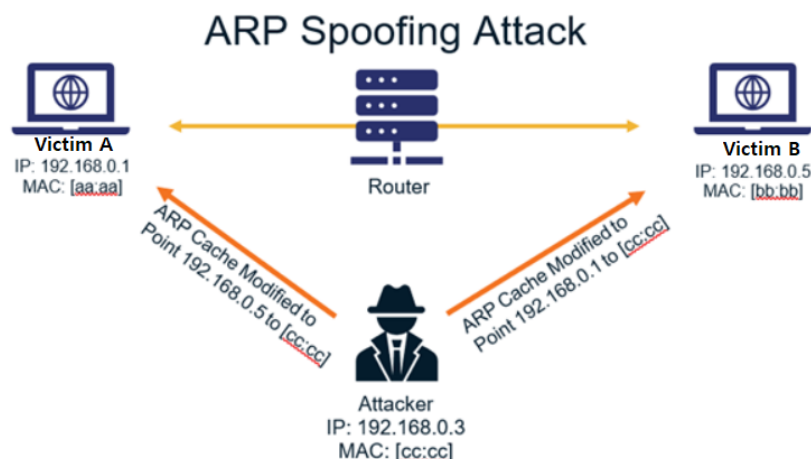 ARP Spoofing Attack
Victim A
IP: 192.168.0.1
MAC: [aa:aa]
Router
Victim B
IP: 192.168.0.5
MAC: [bb:bb]
ARP Cache Modified to
Point 192.168.0.5 to [cc:cc]
ARP Cache Modified to
Point 192.168.0.1 to [cc:cc]
Attacker
IP: 192.168.0.3
MAC: [cc:cc]